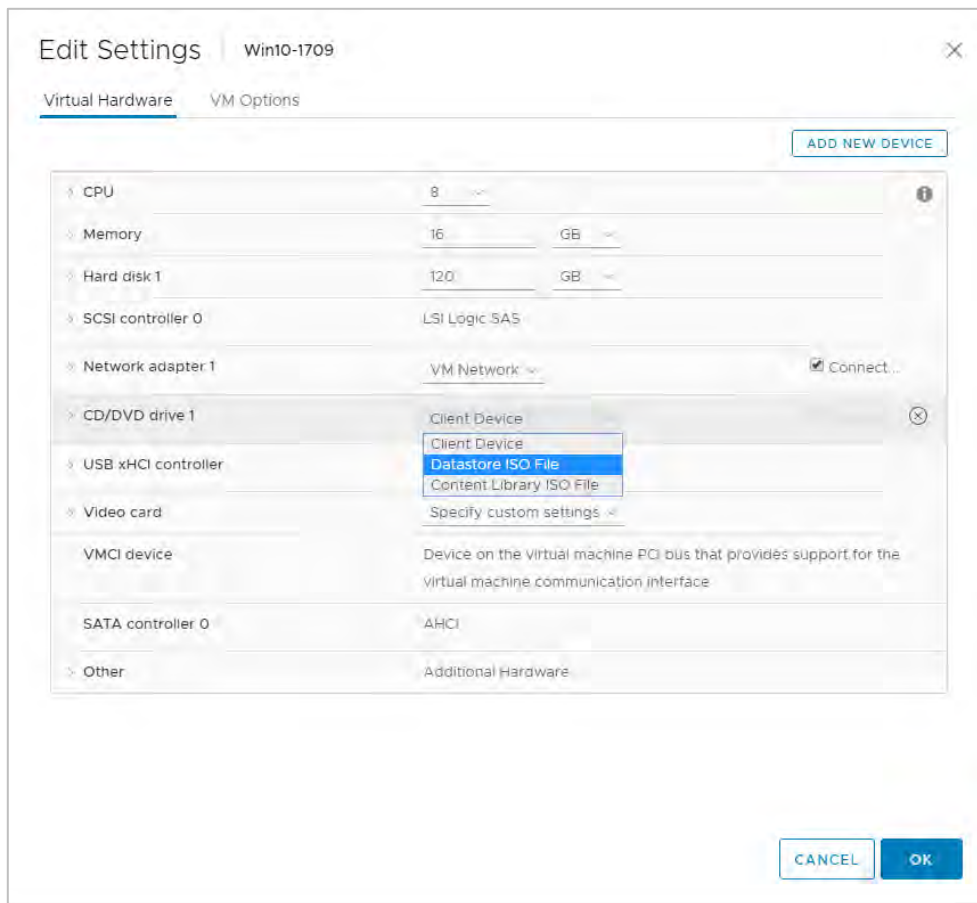 Edit Settings Win10-1709
Virtual Hardware VM Options
ADD NEW DEVICE
CPU 8
Memory 16 GB
Hard disk 1 120 GB
SCSI controller 0 LSI Logic SAS
Network adapter 1 VM Network Connect...
CD/DVD drive 1 Client Device
Client Device
USB xHCI controller Datastore ISO File
Content Library ISO File
Video card Specify custom settings
VMCI device Device on the virtual machine PCI bus that provides support for the
virtual machine communication interface
SATA controller 0 AHCI
Other Additional Hardware
CANCEL OK